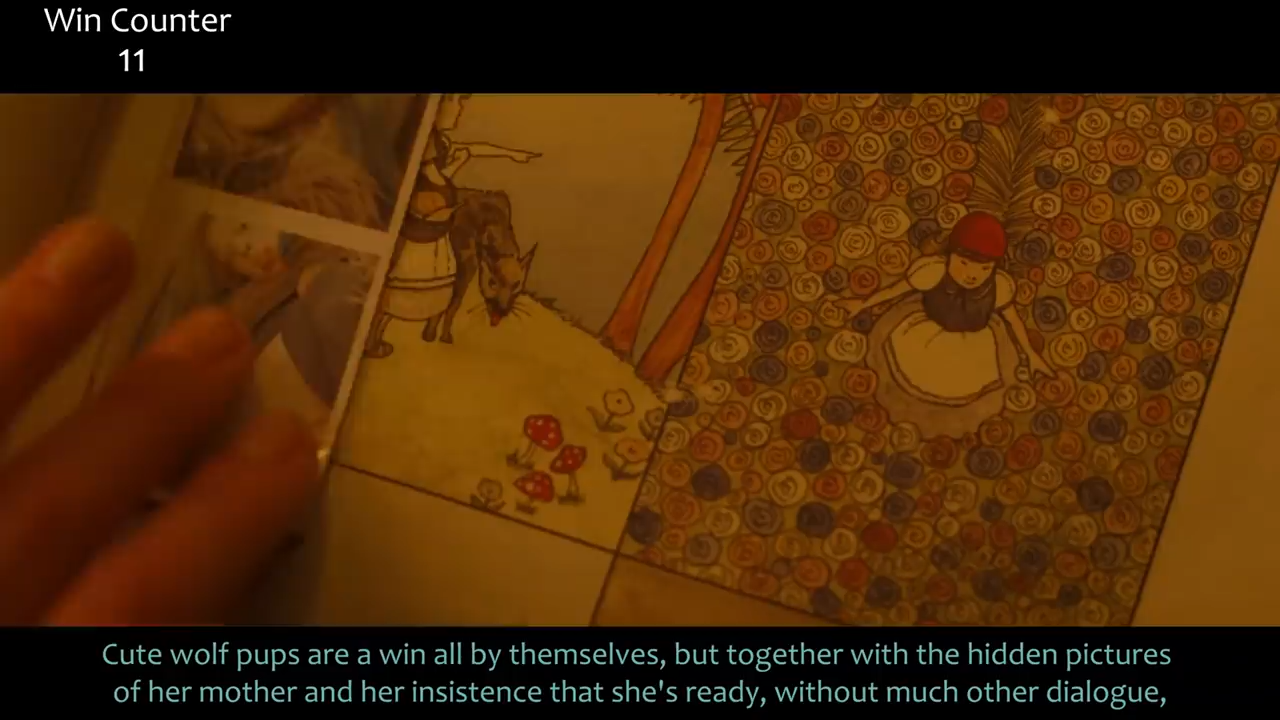 Win Counter
11
Cute wolf pups are a win all by themselves, but together with the hidden pictures
of her mother and her insistence that she's ready, without much other dialogue,